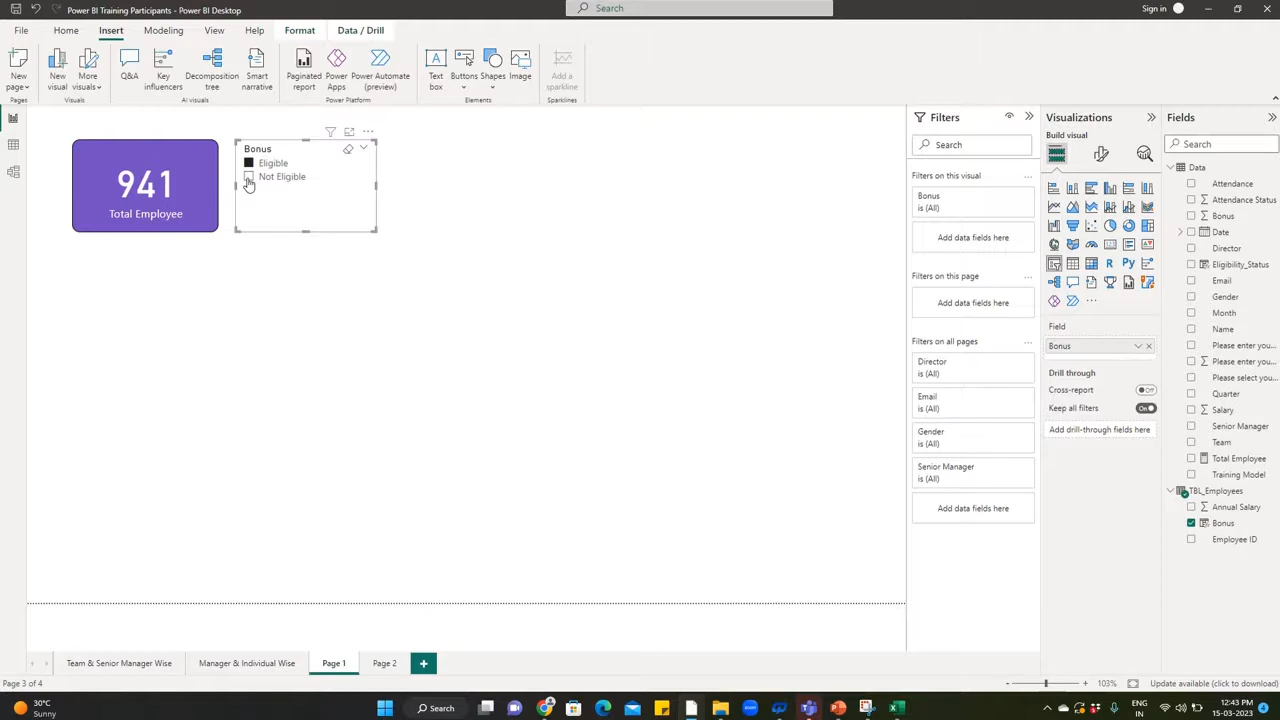 Power BI Training Participants - Power BI Desktop
Search
Sign in
File Home Insert Modeling View Help Format Data / Drill
New page
New visual
More visuals
Q&A
Key influencers
Decomposition tree
Smart narrative
Paginated report
Power Apps
Power Automate (preview)
Text box
Buttons
Shapes
Image
Add a sparkline
Pages
Visuals
AI visuals
Power Platform
Elements
Sparklines
941
Total Employee
Bonus
Eligible
Not Eligible
Filters
Search
Filters on this visual
Bonus
is (All)
Add data fields here
Filters on this page
Add data fields here
Filters on all pages
Director
is (All)
Email
is (All)
Gender
is (All)
Senior Manager
is (All)
Add data fields here
Visualizations
Build visual
R
Py
Field
Bonus
Drill through
Cross-report
Off
Keep all filters
On
Add drill-through fields here
Fields
Search
Data
Attendance
Attendance Status
Bonus
Date
Director
Eligibility_Status
Email
Gender
Month
Name
Please enter you...
Please enter you...
Please select you...
Quarter
Salary
Senior Manager
Team
Total Employee
Training Model
TBL_Employees
Annual Salary
Bonus
Employee ID
Team & Senior Manager Wise
Manager & Individual Wise
Page 1
Page 2
Page 3 of 4
103%
Update available (click to download)
30°C
Sunny
Search
ENG
IN
12:43 PM
15-03-2023